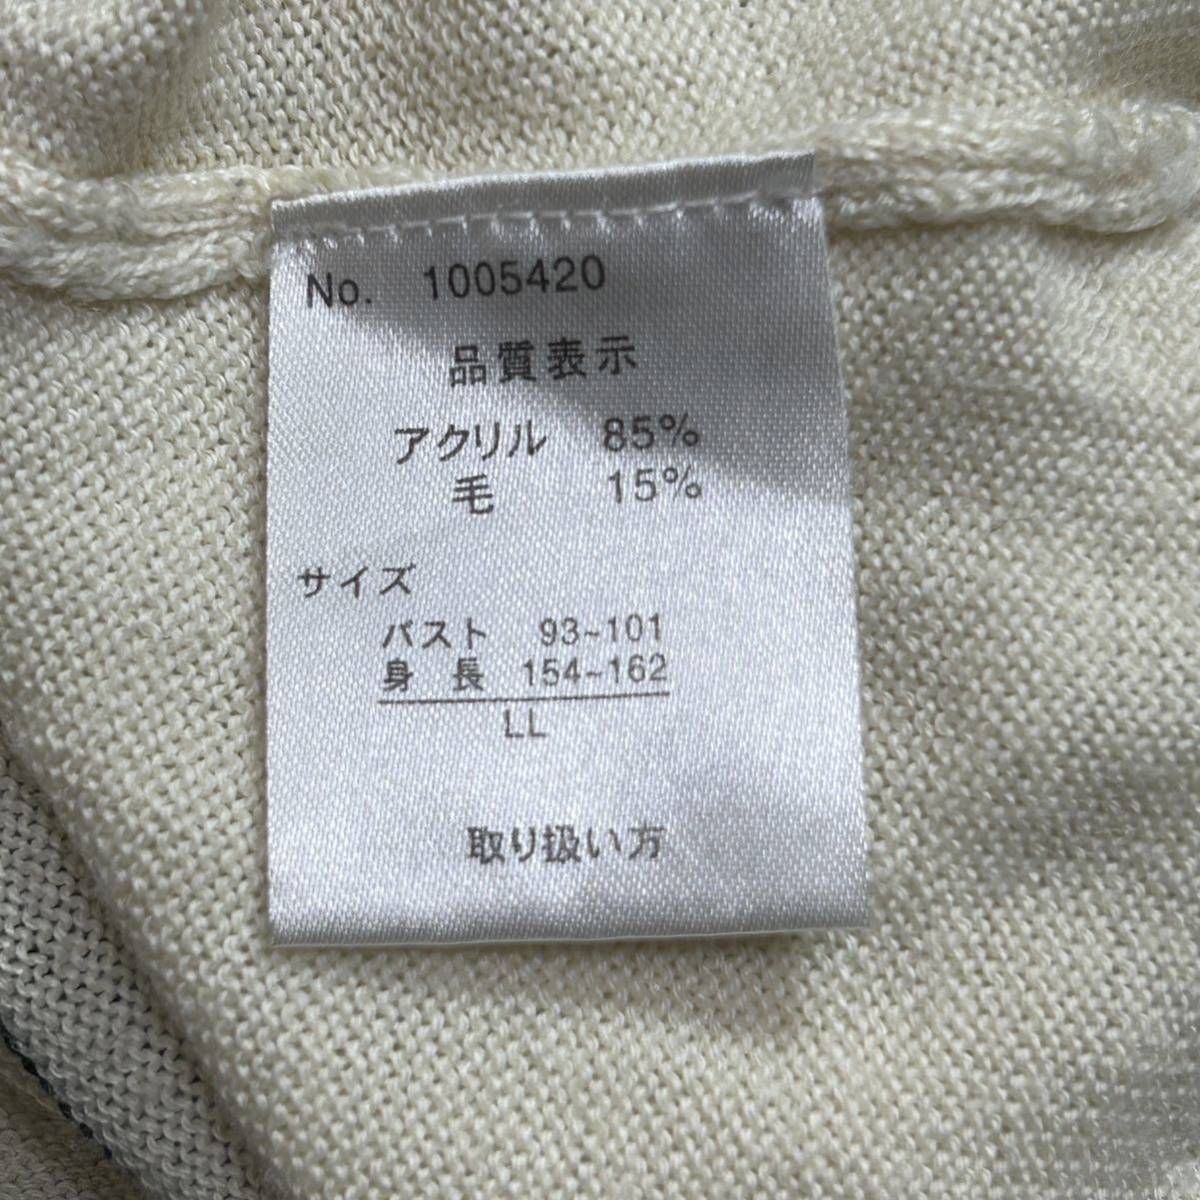 No. 1005420
品質表示
アクリル 85%
毛 15%
サイズ
バスト 93~101
身長 154~162
LL
取り扱い方